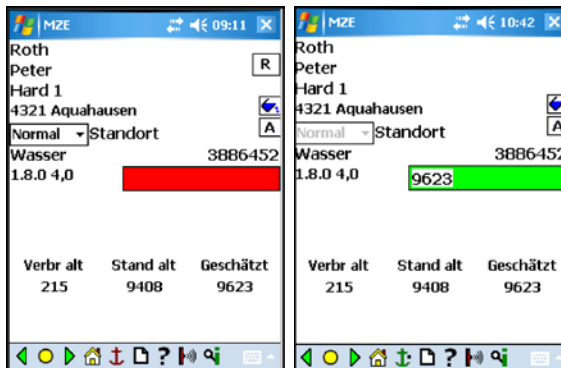 MZE 09:11
Roth
Peter
R
Hard 1
4321 Aquahausen
Normal Standort
A
Wasser 3886452
1.8.0 4,0
Verbr alt Stand alt Geschätzt
215 9408 9623
?
MZE 10:42
Roth
Peter
Hard 1
4321 Aquahausen
Normal Standort
A
Wasser 3886452
1.8.0 4,0 9623
Verbr alt Stand alt Geschätzt
215 9408 9623
?